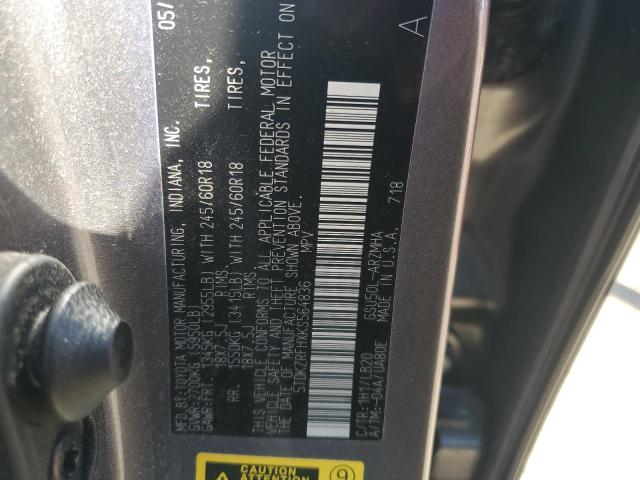 MFD.BY:TOYOTA MOTOR MANUFACTURING, INDIANA, INC. 05/
GVWR:2700KG(5950LB)
GAWR:FRT. 1345KG (2955LB) WITH 245/60R18 TIRES,
18X7.5J RIMS,
RR. 1550KG (3415LB) WITH 245/60R18 TIRES,
18X7.5J RIMS,
THIS VEHICLE CONFORMS TO ALL APPLICABLE FEDERAL MOTOR
VEHICLE SAFETY AND THEFT PREVENTION STANDARDS IN EFFECT ON
THE DATE OF MANUFACTURE SHOWN ABOVE.
5TDKZRFHXKS564836 MPV
A
C/TR:1H1/LB20 GSU50L-ARZMHA
A/TM:-04A/UA80E MADE IN U.S.A. 718
CAUTION
ATTENTION
9